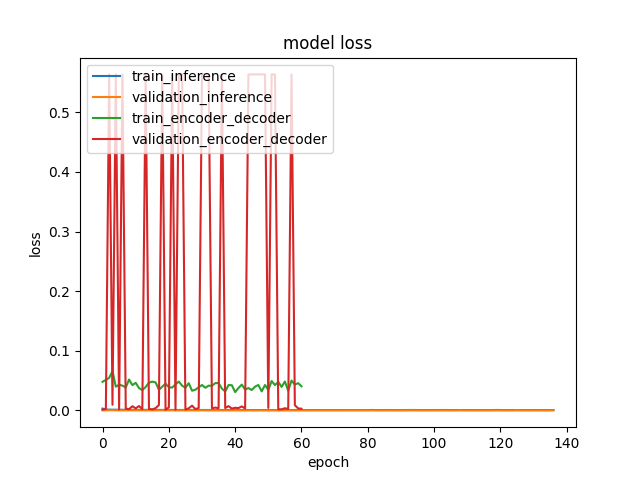 model loss
train_inference
validation_inference
train_encoder_decoder
validation_encoder_decoder
loss
0.5
0.4
0.3
0.2
0.1
0.0
0 20 40 60 80 100 120 140
epoch